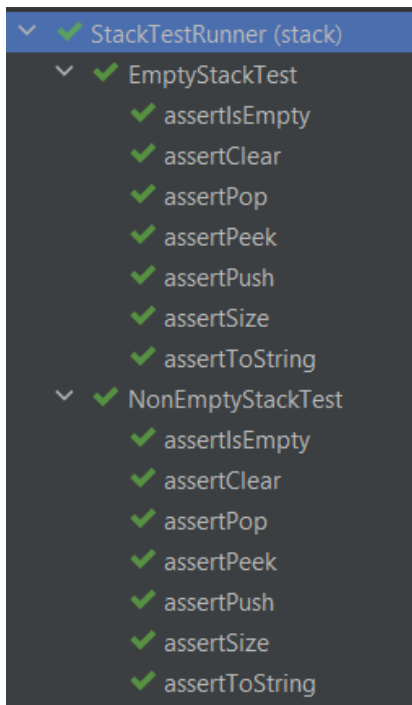 StackTestRunner (stack)
EmptyStackTest
assertIsEmpty
assertClear
assertPop
assertPeek
assertPush
assertSize
assertToString
NonEmptyStackTest
assertIsEmpty
assertClear
assertPop
assertPeek
assertPush
assertSize
assertToString